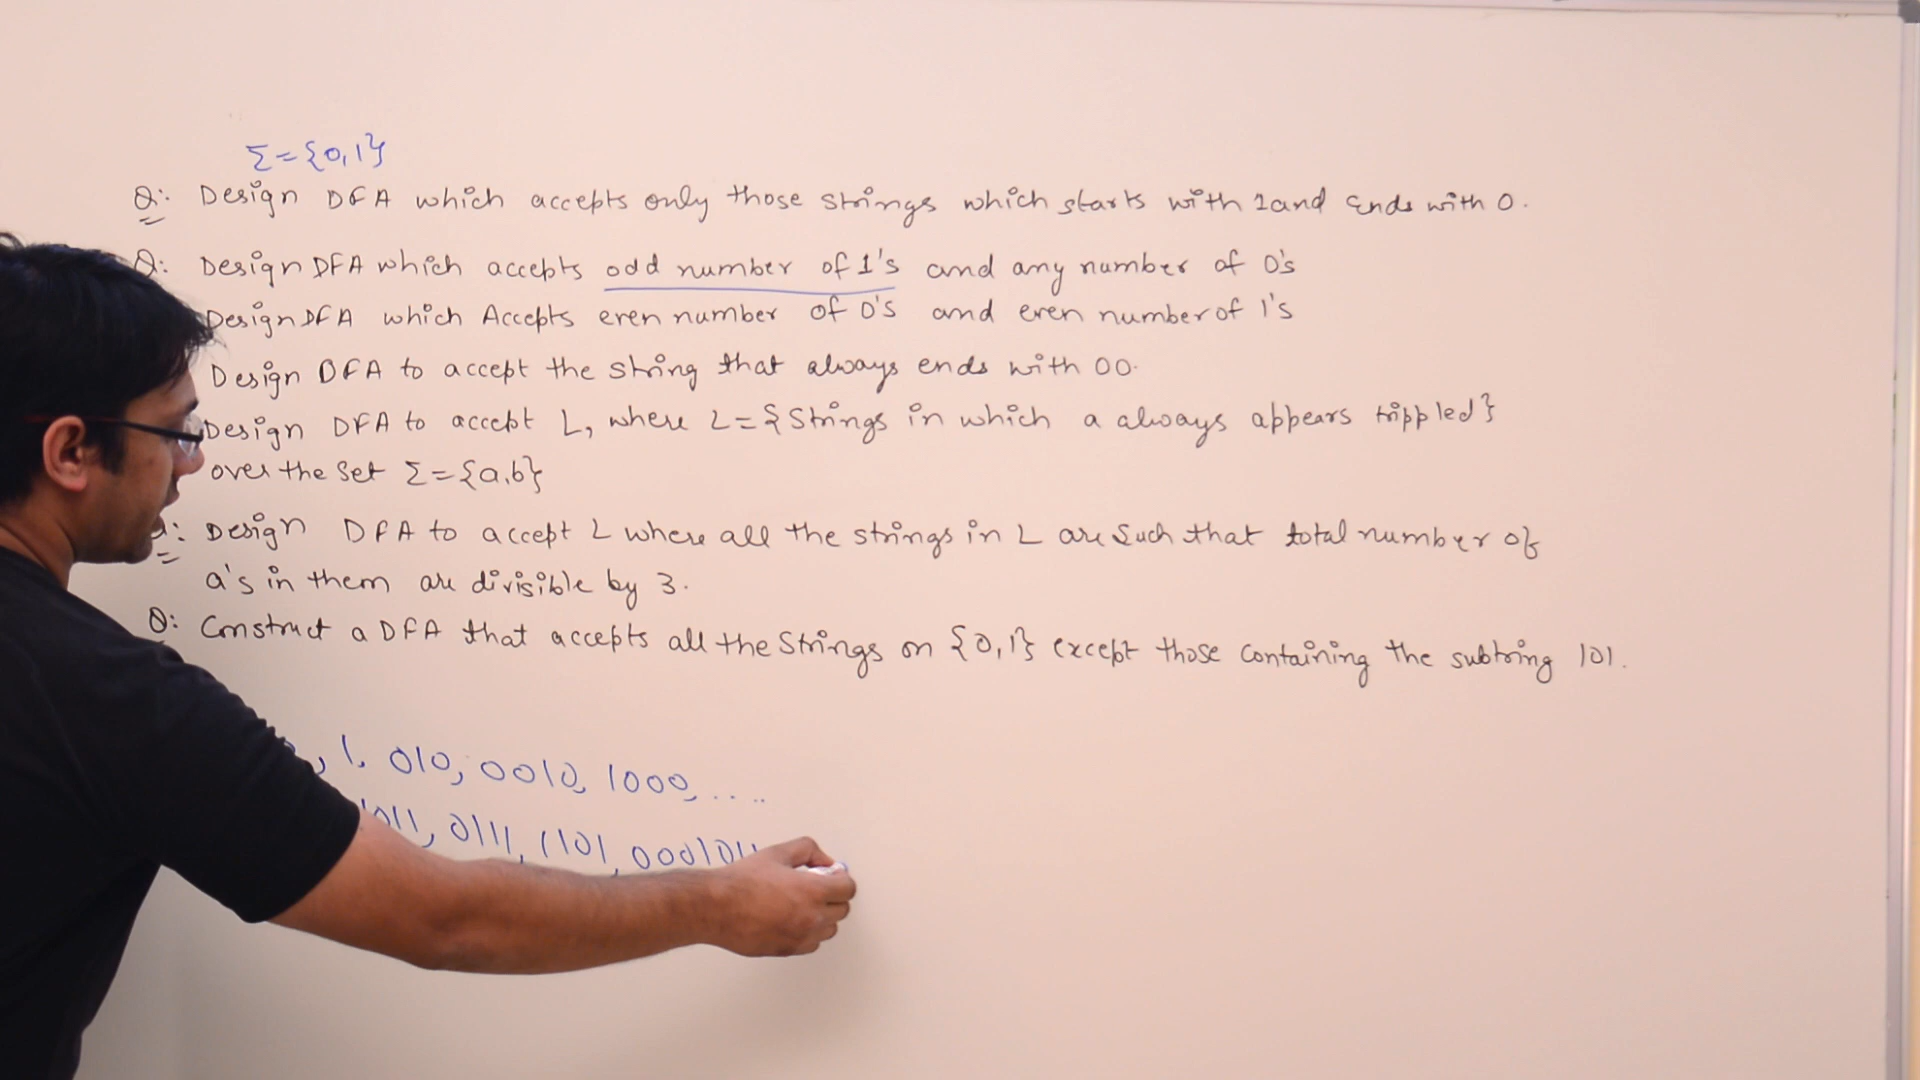 Σ={0,1}
Q: Design DFA which accepts only those strings which starts with 1 and Ends with 0.
Q: Design DFA which accepts odd number of 1's and any number of 0's
Design DFA which Accepts even number of 0's and even number of 1's
Design DFA to accept the string that always ends with 00.
Design DFA to accept L, where L={Strings in which a always appears trippled}
over the set Σ={a,b}
Q: Design DFA to accept L where all the strings in L are such that total number of
a's in them are divisible by 3.
Q: Construct a DFA that accepts all the strings on {0,1} except those containing the subtring 101.
, 1, 010, 0010, 1000, ....
1011, 0111, 1101, 0001011